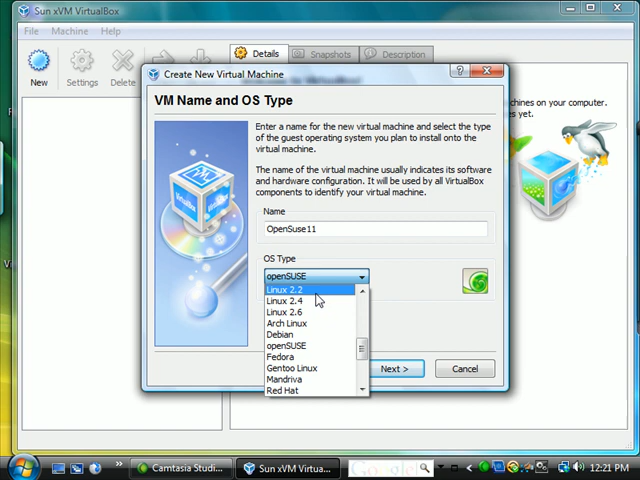 Sun xVM VirtualBox
File Machine Help
New Settings Delete
Details Snapshots Description
Create New Virtual Machine
VM Name and OS Type
Enter a name for the new virtual machine and select the type
of the guest operating system you plan to install onto the
virtual machine.
The name of the virtual machine usually indicates its software
and hardware configuration. It will be used by all VirtualBox
components to identify your virtual machine.
Name
OpenSuse11
OS Type
openSUSE
Linux 2.2
Linux 2.4
Linux 2.6
Arch Linux
Debian
openSUSE
Fedora
Gentoo Linux
Mandriva
Red Hat
Next >
Cancel
chines on your computer.
es yet.
VirtualBox
Camtasia Studi...
Sun xVM Virtua...
Google
12:21 PM